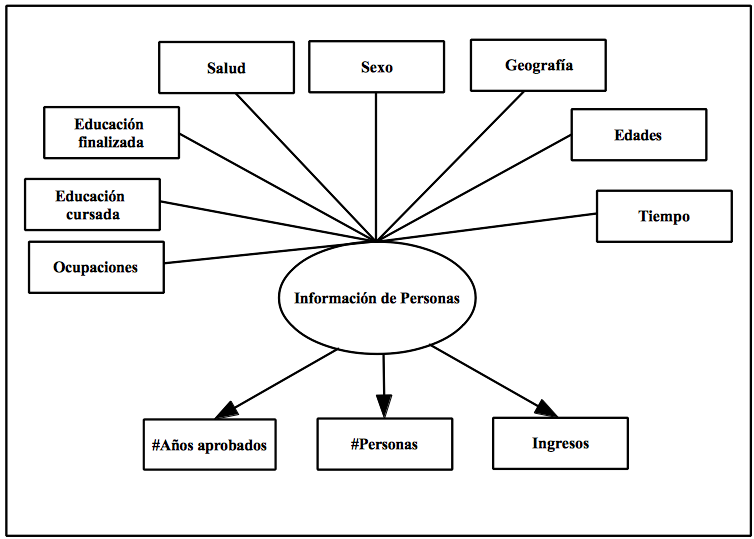 Salud
Sexo
Geografía
Educación
finalizada
Edades
Educación
cursada
Tiempo
Ocupaciones
Información de Personas
#Años aprobados
#Personas
Ingresos